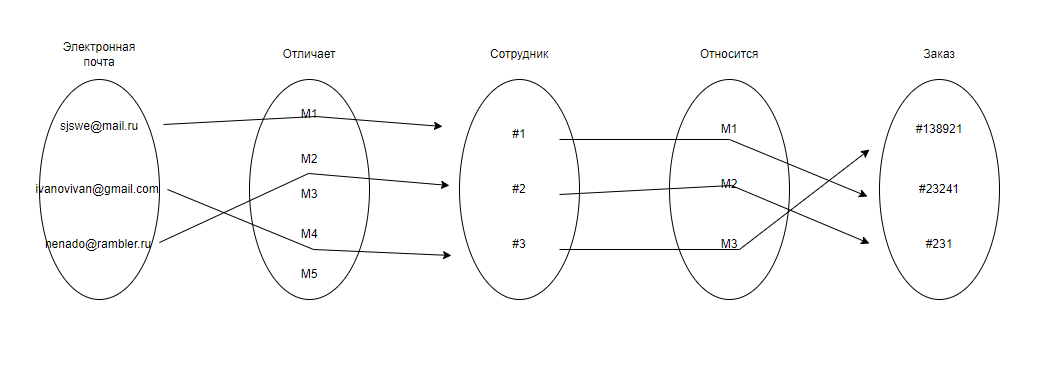 Электронная
почта
Отличает
Сотрудник
Относится
Заказ
sjswe@mail.ru
ivanovivan@gmail.com
nenado@rambler.ru
M1
M2
M3
M4
M5
#1
#2
#3
M1
M2
M3
#138921
#23241
#231